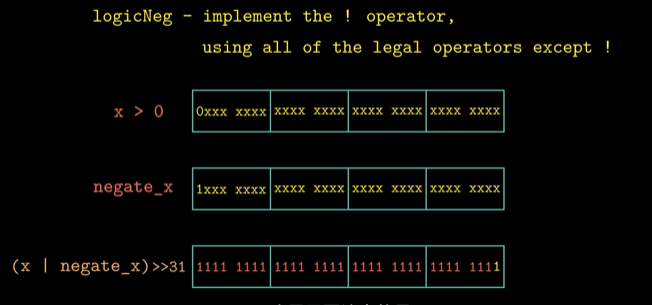 logicNeg - implement the ! operator,
using all of the legal operators except !
x > 0 0xxx xxxx xxxx xxxx xxxx xxxx xxxx xxxx
negate_x 1xxx xxxx xxxx xxxx xxxx xxxx xxxx xxxx
(x | negate_x)>>31 1111 1111 1111 1111 1111 1111 1111 1111